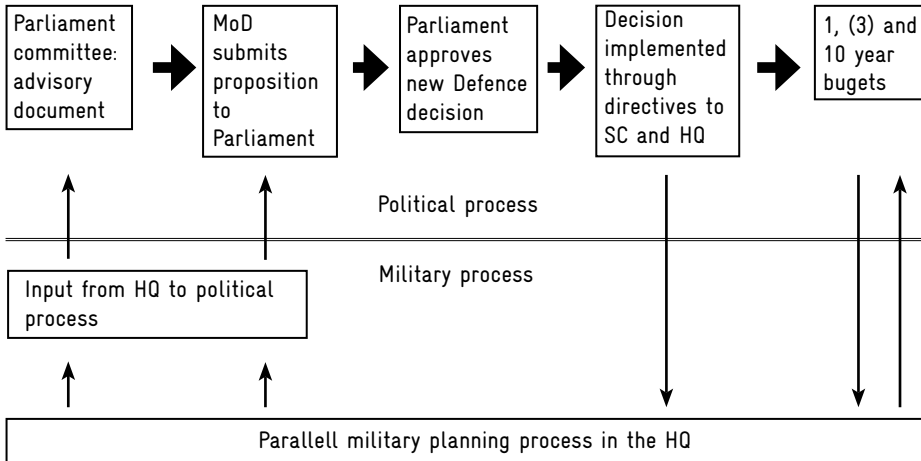 Parliament
committee:
advisory
document
MoD
submits
proposition
to
Parliament
Parliament
approves
new Defence
decision
Decision
implemented
through
directives to
SC and HQ
1, (3) and
10 year
bugets
Political process
Military process
Input from HQ to political
process
Parallell military planning process in the HQ